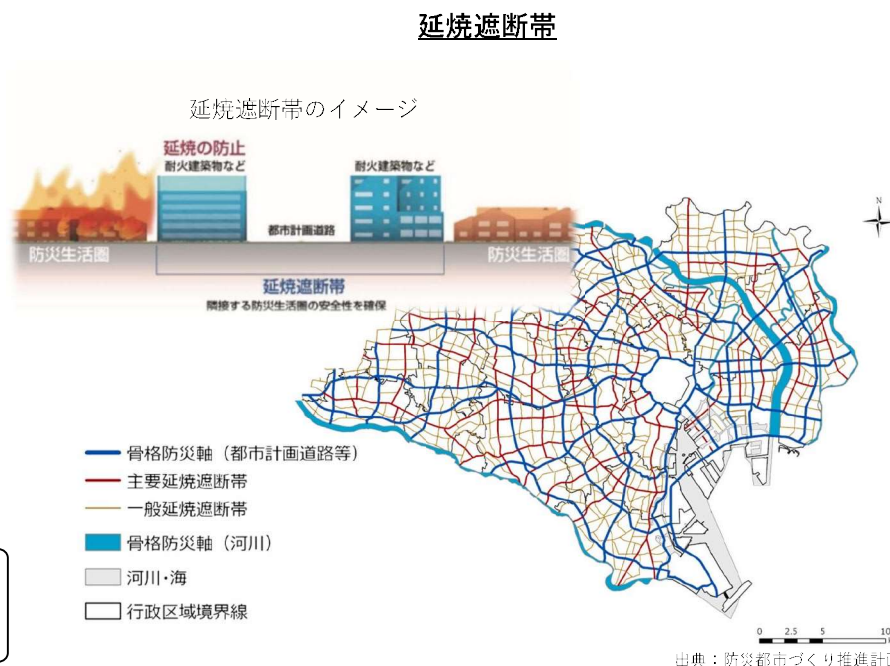 延焼遮断帯
延焼遮断帯のイメージ
延焼の防止
耐火建築物など
耐火建築物など
都市計画道路
防災生活圏
防災生活圏
延焼遮断帯
隣接する防災生活圏の安全性を確保
N
骨格防災軸（都市計画道路等）
主要延焼遮断帯
一般延焼遮断帯
骨格防災軸（河川）
河川・海
行政区域境界線
0 2.5 5 10
出典：防災都市づくり推進計画